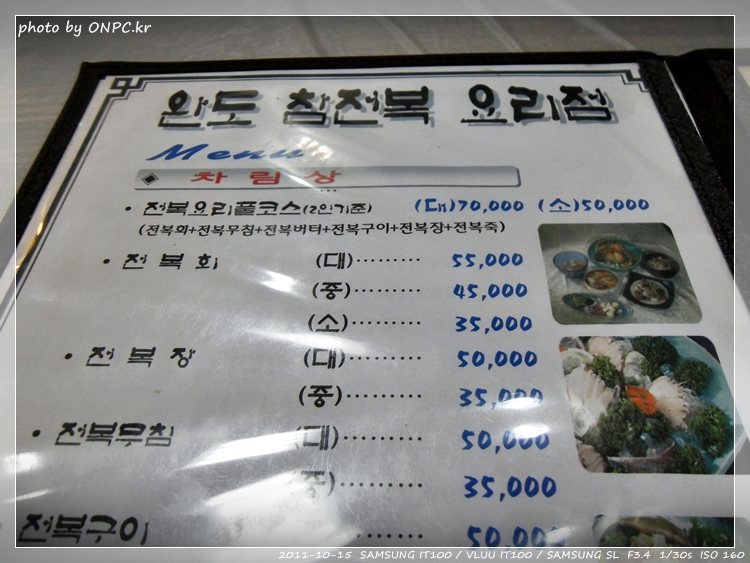 photo by ONPC.kr
완도 참전복 요리점
Menu
차 림 상
• 전복요리풀코스(2인기준) (대)70,000 (소)50,000
(전복회+전복무침+전복버터+전복구이+전복장+전복죽)
• 전 복 회 (대)……… 55,000
(중)……… 45,000
(소)……… 35,000
• 전 복 장 (대)……… 50,000
(중)……… 35,000
• 전복무침 (대)……… 50,000
(중)……… 35,000
전복구이 ……… 50,000
2011-10-15 SAMSUNG IT100 / VLUU IT100 / SAMSUNG SL F3.4 1/30s ISO 160